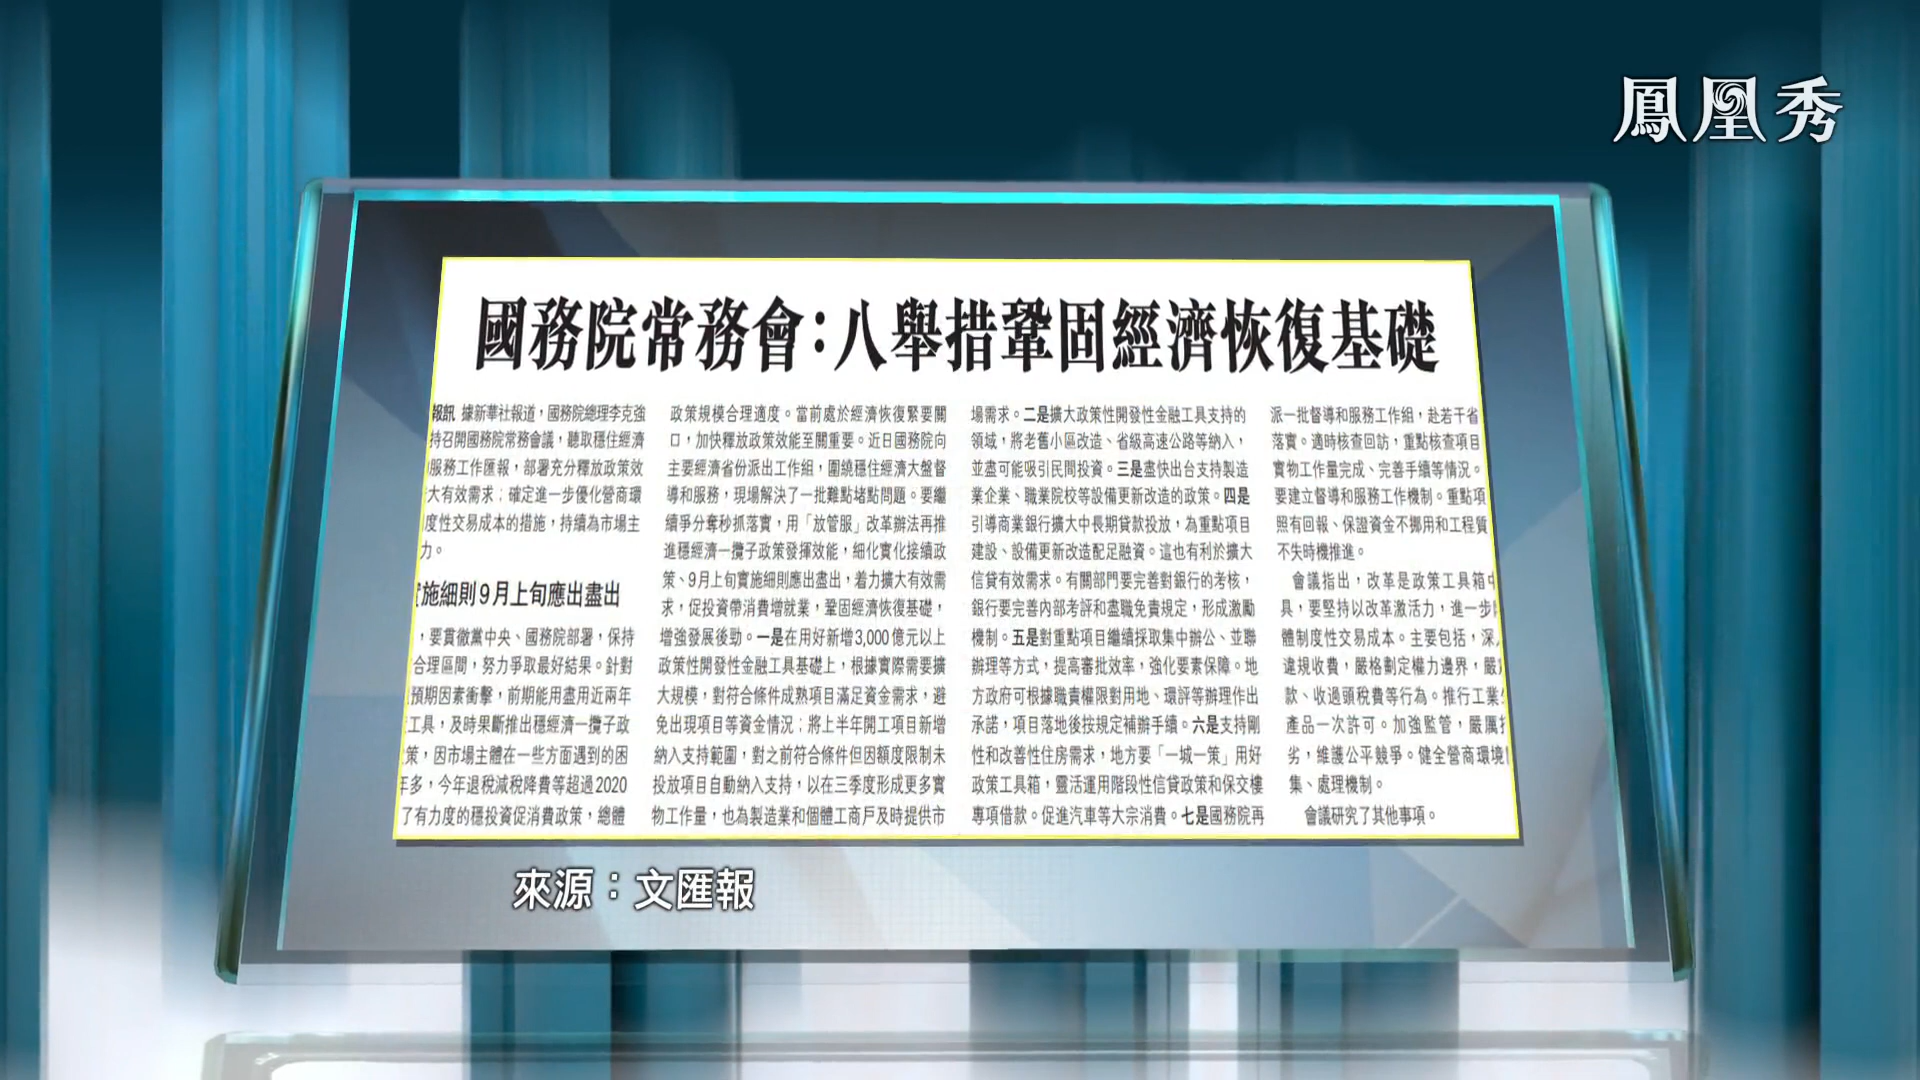 鳳凰秀
國務院常務會：八舉措鞏固經濟恢復基礎
報訊 據新華社報道，國務院總理李克強
持召開國務院常務會議，聽取穩住經濟
服務工作匯報，部署充分釋放政策效
大有效需求；確定進一步優化營商環
度性交易成本的措施，持續為市場主
力。
施細則9月上旬應出盡出
，要貫徹黨中央、國務院部署，保持
合理區間，努力爭取最好結果。針對
預期因素衝擊，前期能用盡用近兩年
工具，及時果斷推出穩經濟一攬子政
策，因市場主體在一些方面遇到的困
多，今年退稅減稅降費等超過2020
了有力度的穩投資促消費政策，總體
政策規模合理適度。當前處於經濟恢復緊要關
口，加快釋放政策效能至關重要。近日國務院向
主要經濟省份派出工作組，圍繞穩住經濟大盤督
導和服務，現場解決了一批難點堵點問題。要繼
續爭分奪秒抓落實，用「放管服」改革辦法再推
進穩經濟一攬子政策發揮效能，細化實化接續政
策、9月上旬實施細則應出盡出，着力擴大有效需
求，促投資帶消費增就業，鞏固經濟恢復基礎，
增強發展後勁。一是在用好新增3,000億元以上
政策性開發性金融工具基礎上，根據實際需要擴
大規模，對符合條件成熟項目滿足資金需求，避
免出現項目等資金情況；將上半年開工項目新增
納入支持範圍，對之前符合條件但因額度限制未
投放項目自動納入支持，以在三季度形成更多實
物工作量，也為製造業和個體工商戶及時提供市
場需求。二是擴大政策性開發性金融工具支持的
領域，將老舊小區改造、省級高速公路等納入，
並盡可能吸引民間投資。三是盡快出台支持製造
業企業、職業院校等設備更新改造的政策。四是
引導商業銀行擴大中長期貸款投放，為重點項目
建設、設備更新改造配足融資。這也有利於擴大
信貸有效需求。有關部門要完善對銀行的考核，
銀行要完善內部考評和盡職免責規定，形成激勵
機制。五是對重點項目繼續採取集中辦公、並聯
辦理等方式，提高審批效率，強化要素保障。地
方政府可根據職責權限對用地、環評等辦理作出
承諾，項目落地後按規定補辦手續。六是支持剛
性和改善性住房需求，地方要「一城一策」用好
政策工具箱，靈活運用階段性信貸政策和保交樓
專項借款。促進汽車等大宗消費。七是國務院再
派一批督導和服務工作組，赴若干省
落實。適時核查回訪，重點核查項目
實物工作量完成、完善手續等情況。
要建立督導和服務工作機制。重點項
照有回報、保證資金不挪用和工程質
不失時機推進。
會議指出，改革是政策工具箱中
具，要堅持以改革激活力，進一步
體制度性交易成本。主要包括，深
違規收費，嚴格劃定權力邊界，嚴
款、收過頭稅費等行為。推行工業
產品一次許可。加強監管，嚴厲打
劣，維護公平競爭。健全營商環境
集、處理機制。
會議研究了其他事項。
來源：文匯報